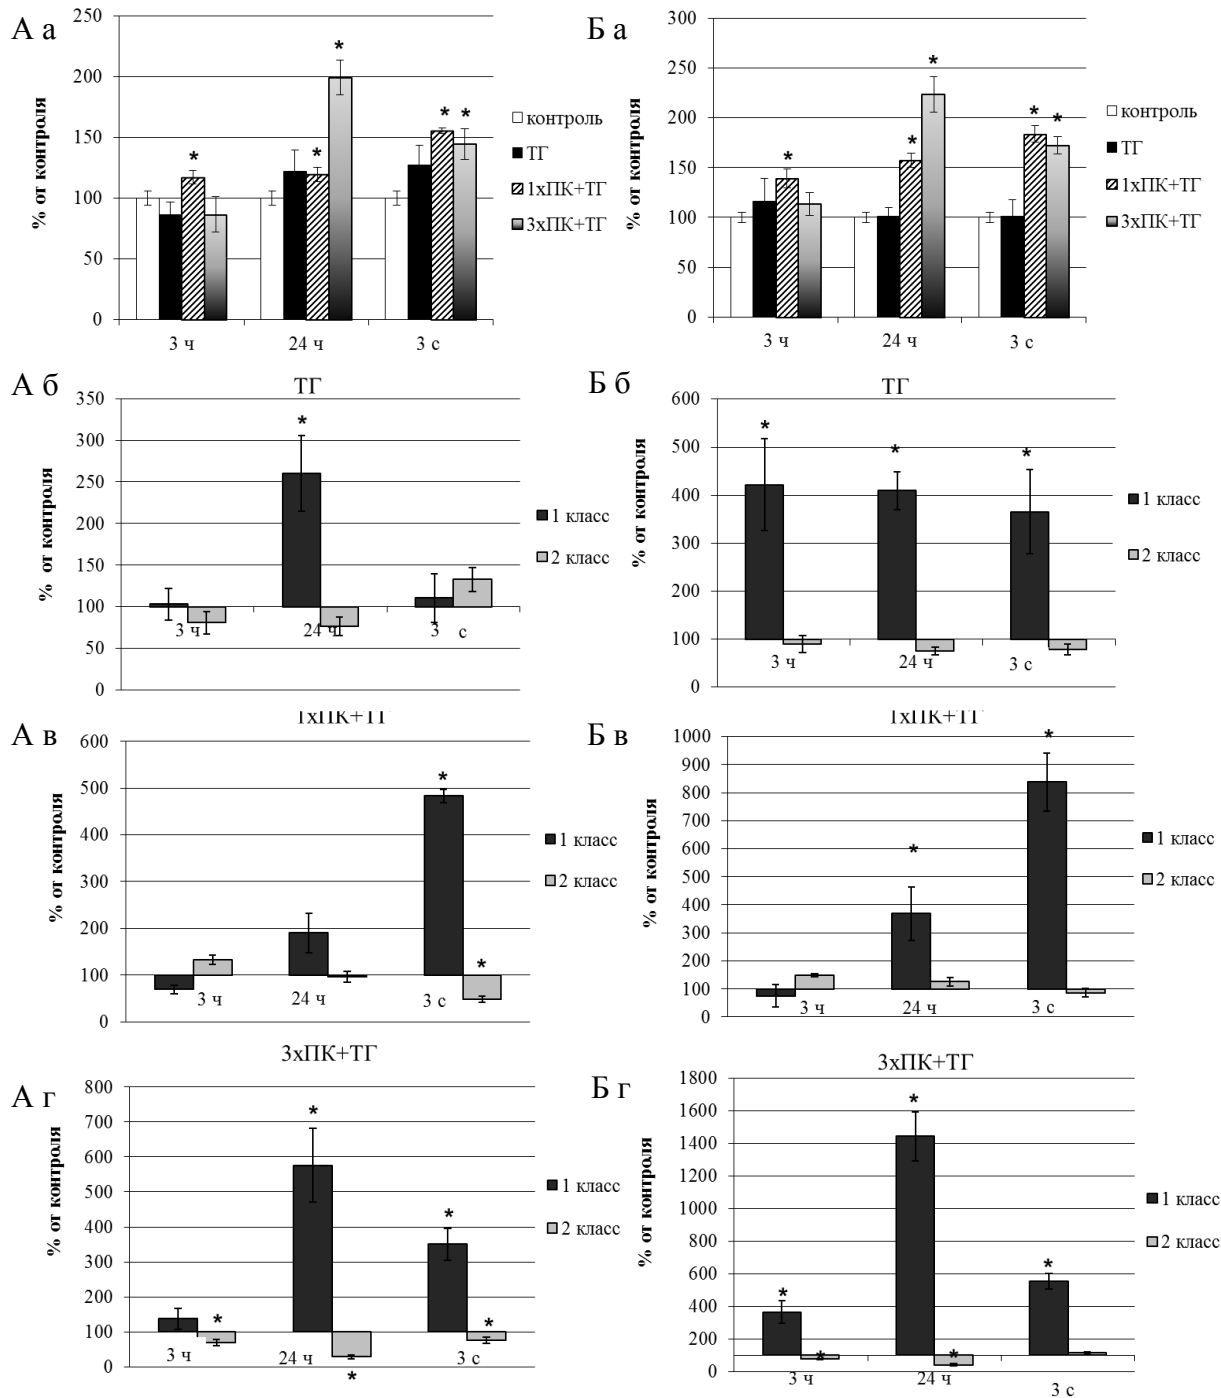 А а
% от контроля
250
200
150
100
50
0
* * * * *
3 ч 24 ч 3 с
контроль
ТГ
1хПК+ТГ
3хПК+ТГ
Б а
% от контроля
300
250
200
150
100
50
0
* * * * *
3 ч 24 ч 3 с
контроль
ТГ
1хПК+ТГ
3хПК+ТГ
А б
ТГ
% от контроля
350
300
250
200
150
100
50
0
*
3 ч 24 ч 3 с
1 класс
2 класс
Б б
ТГ
% от контроля
600
500
400
300
200
100
0
* * *
3 ч 24 ч 3 с
1 класс
2 класс
А в
1хПК+ТГ
% от контроля
600
500
400
300
200
100
0
* *
3 ч 24 ч 3 с
1 класс
2 класс
Б в
1хПК+ТГ
% от контроля
1000
900
800
700
600
500
400
300
200
100
0
* *
3 ч 24 ч 3 с
1 класс
2 класс
А г
3хПК+ТГ
% от контроля
800
700
600
500
400
300
200
100
0
* * * * *
3 ч 24 ч 3 с
1 класс
2 класс
Б г
3хПК+ТГ
% от контроля
1800
1600
1400
1200
1000
800
600
400
200
0
* * * * *
3 ч 24 ч 3 с
1 класс
2 класс